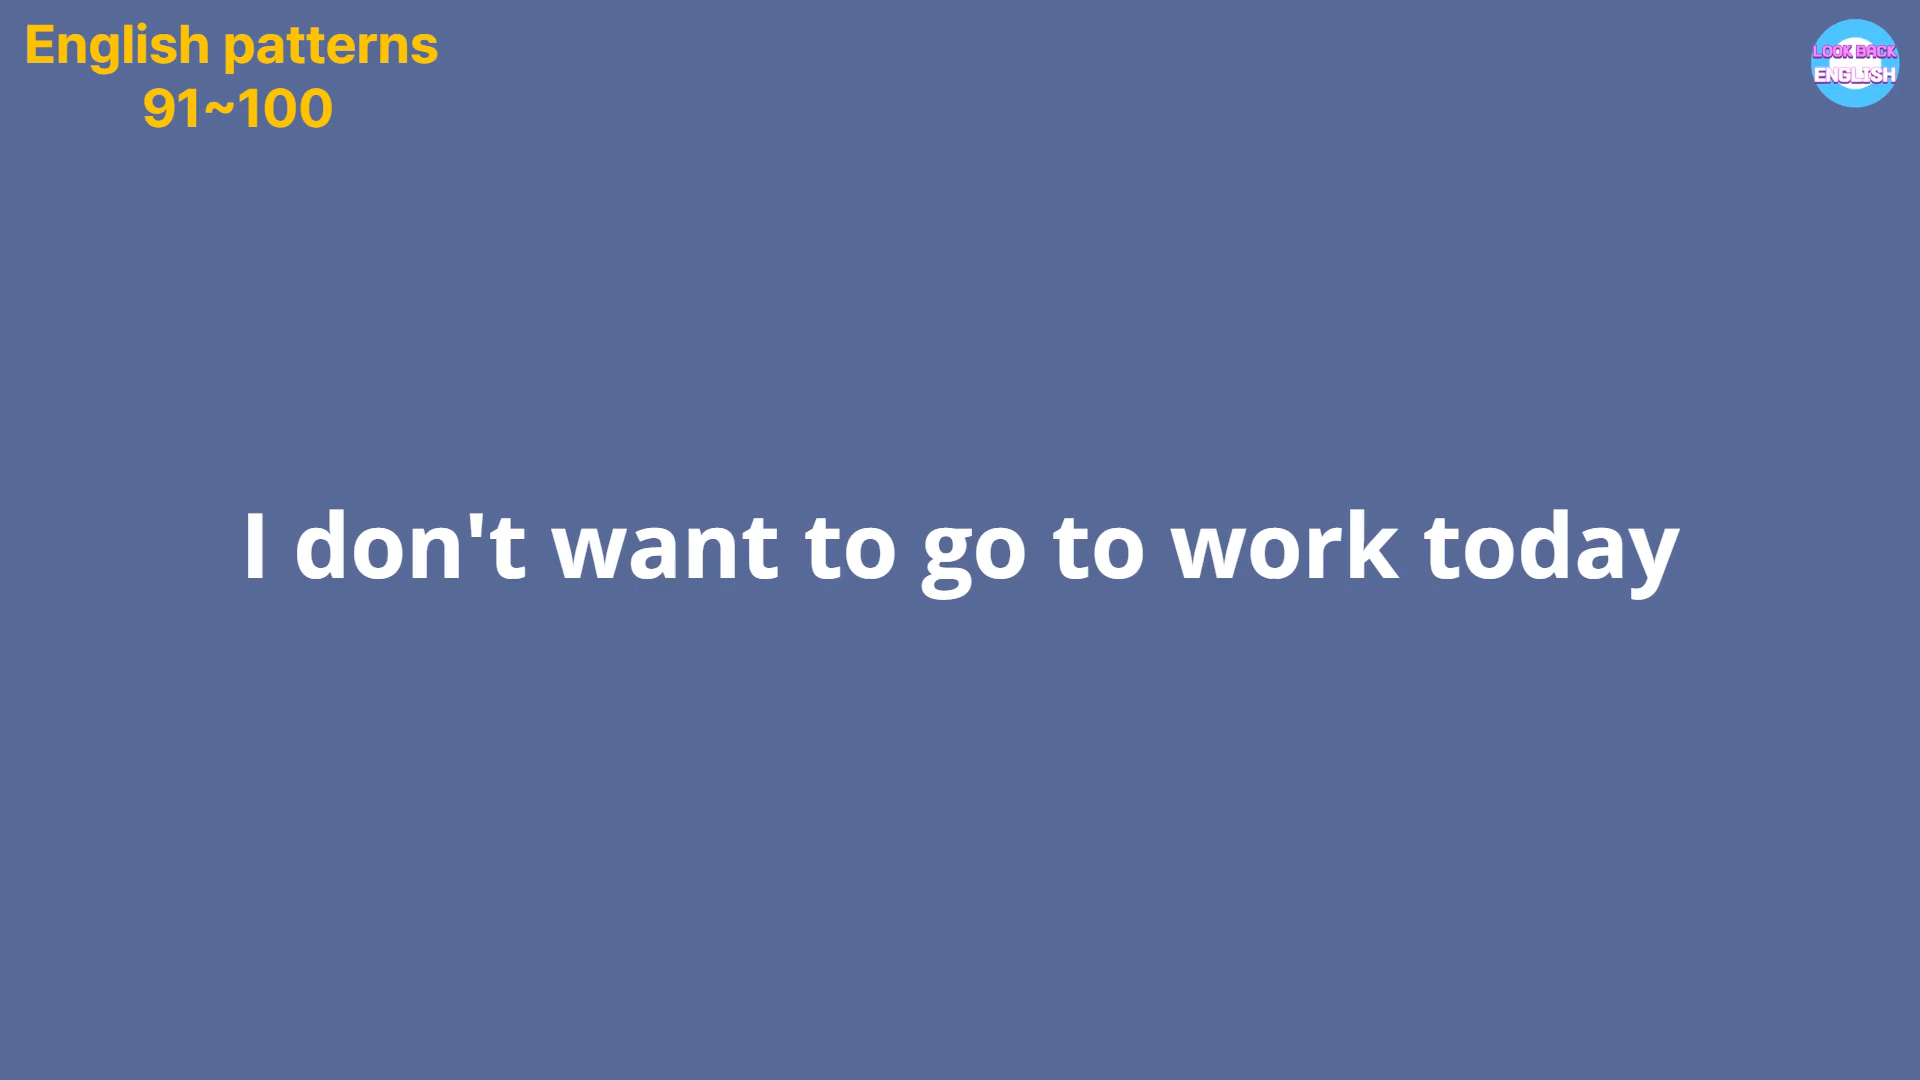 English patterns
91~100
LOOK BACK
ENGLISH
I don't want to go to work today